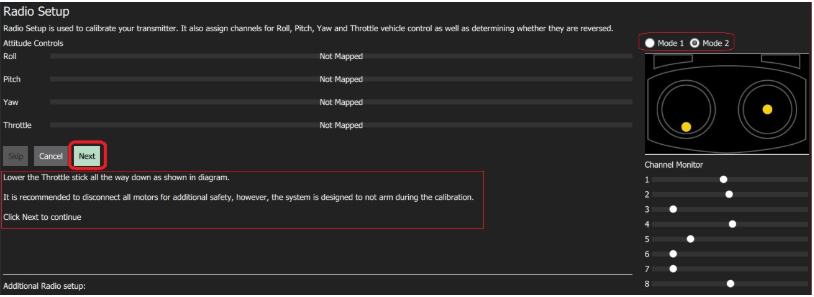 Radio Setup
Radio Setup is used to calibrate your transmitter. It also assign channels for Roll, Pitch, Yaw and Throttle vehicle control as well as determining whether they are reversed.
Attitude Controls
Roll Not Mapped
Pitch Not Mapped
Yaw Not Mapped
Throttle Not Mapped
Skip Cancel Next
Lower the Throttle stick all the way down as shown in diagram.
It is recommended to disconnect all motors for additional safety, however, the system is designed to not arm during the calibration.
Click Next to continue
Additional Radio setup:
Mode 1 Mode 2
Channel Monitor
1
2
3
4
5
6
7
8